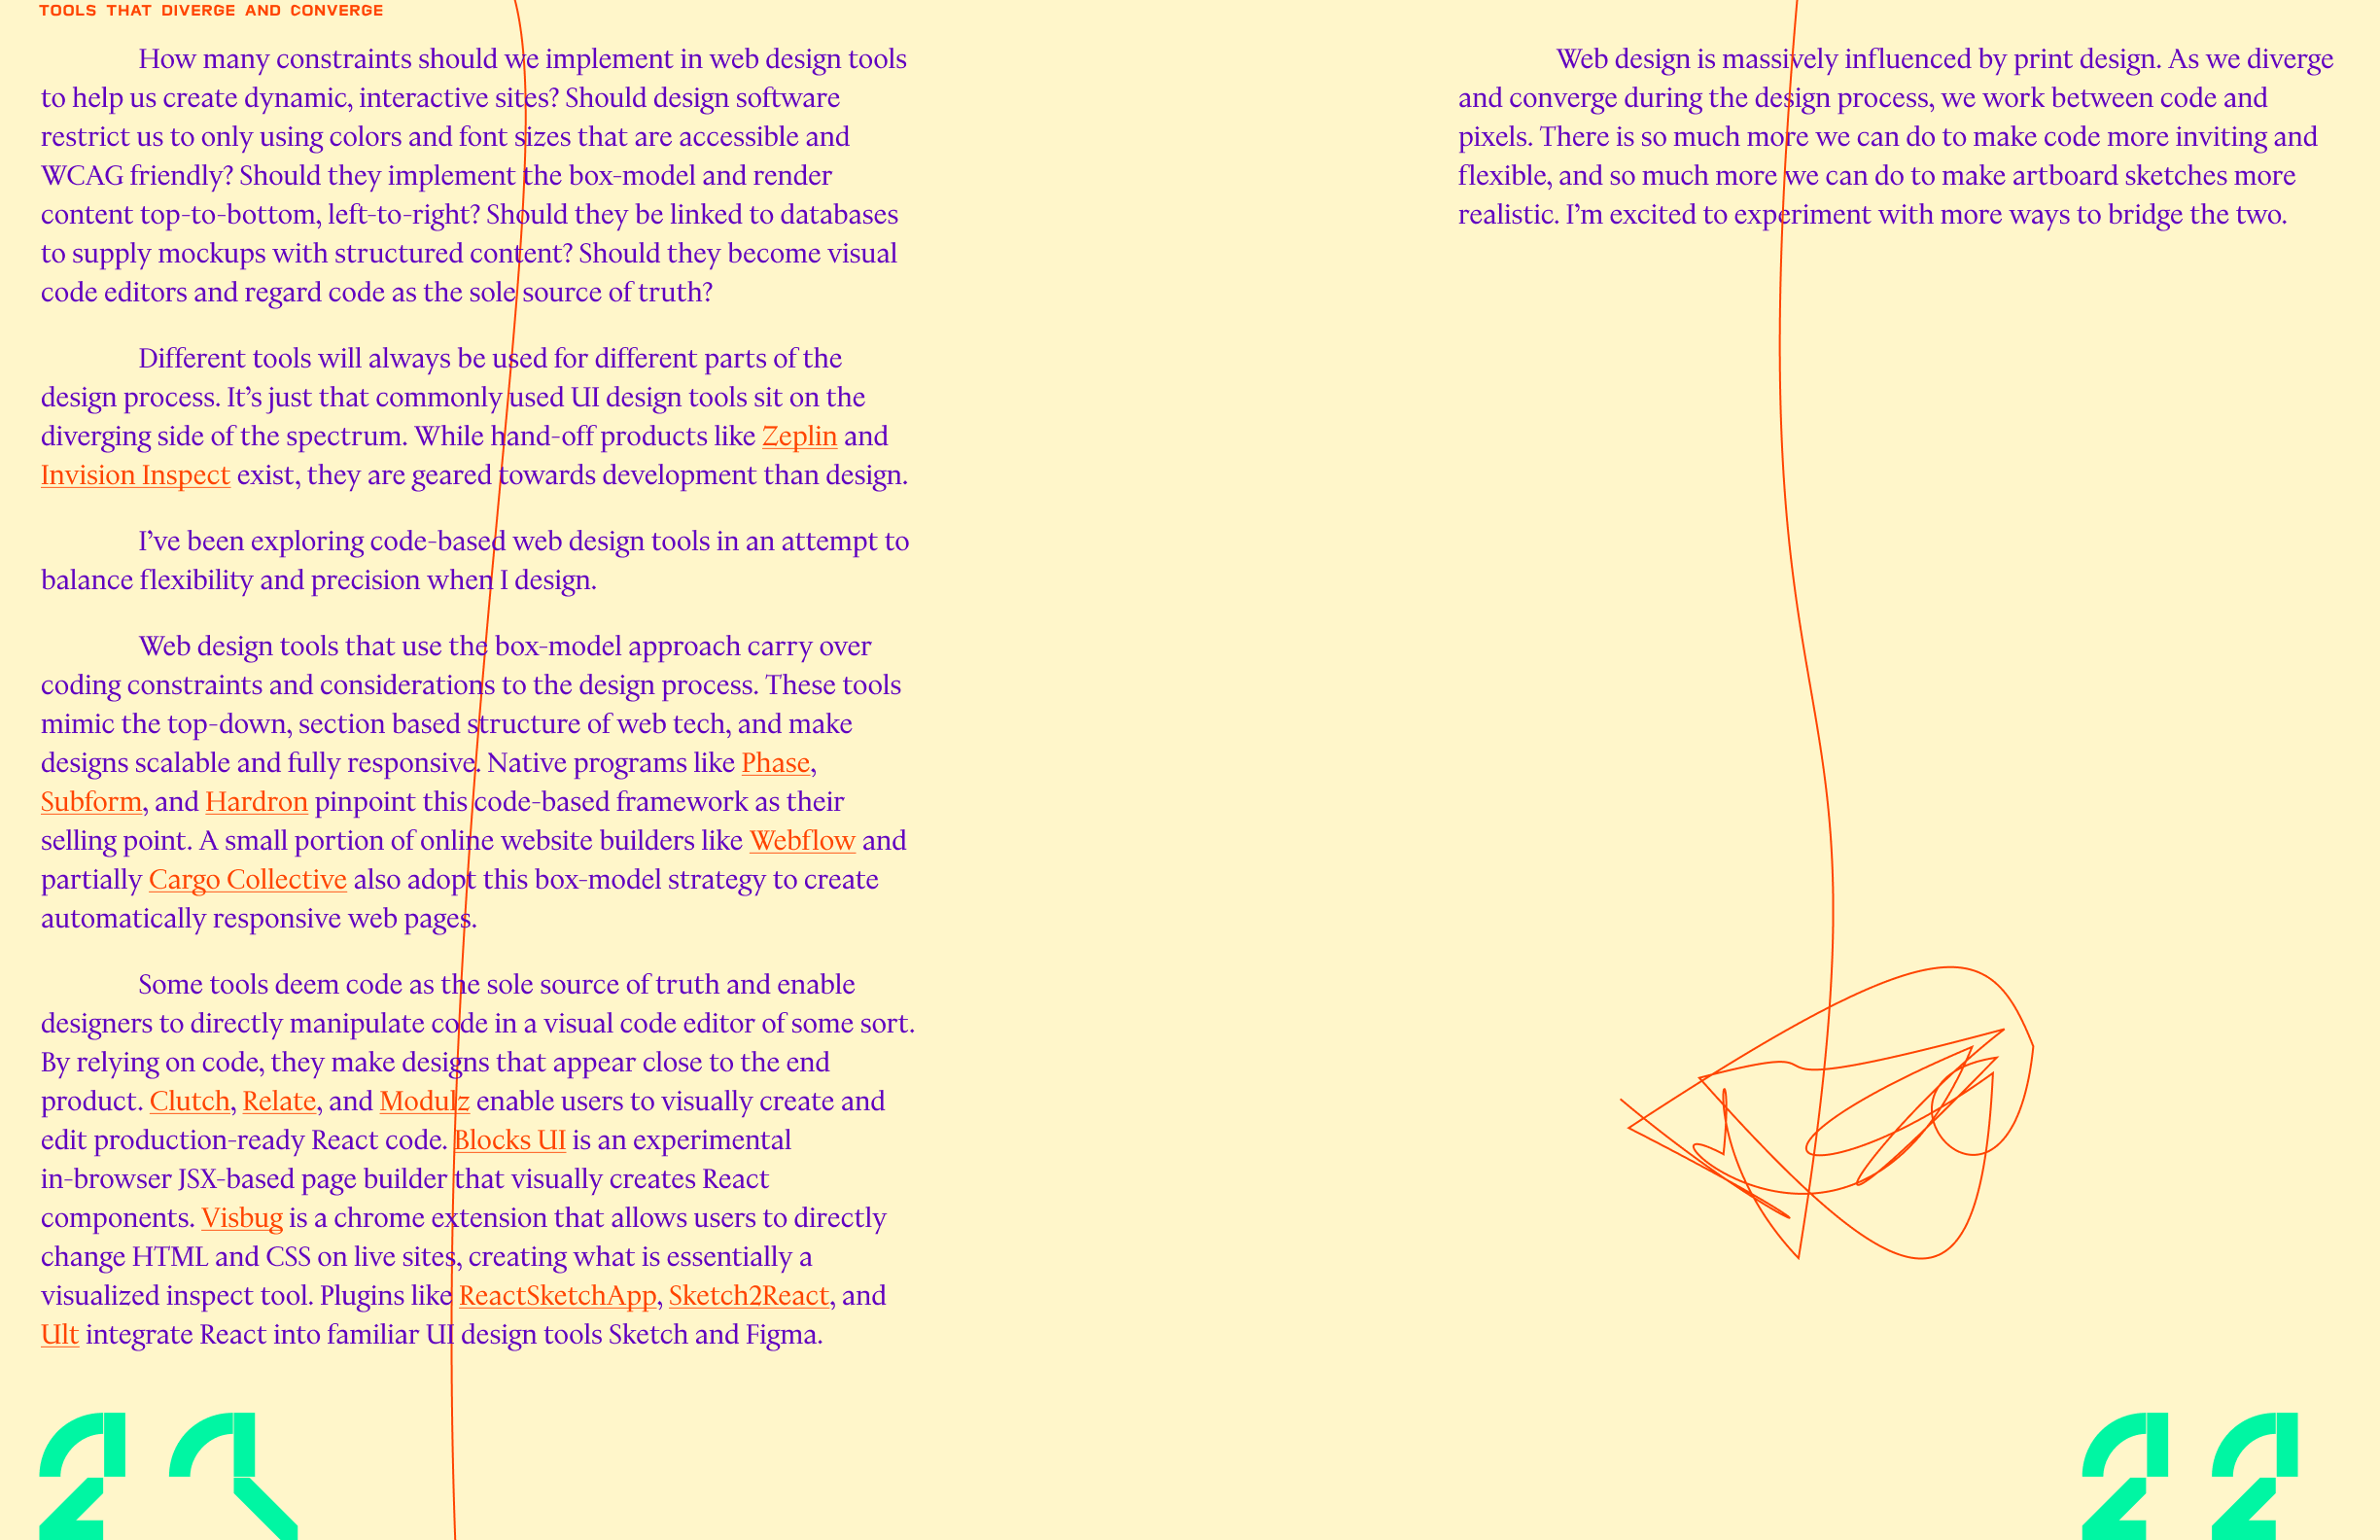 TOOLS THAT DIVERGE AND CONVERGE
How many constraints should we implement in web design tools
to help us create dynamic, interactive sites? Should design software
restrict us to only using colors and font sizes that are accessible and
WCAG friendly? Should they implement the box-model and render
content top-to-bottom, left-to-right? Should they be linked to databases
to supply mockups with structured content? Should they become visual
code editors and regard code as the sole source of truth?
Different tools will always be used for different parts of the
design process. It’s just that commonly used UI design tools sit on the
diverging side of the spectrum. While hand-off products like Zeplin and
Invision Inspect exist, they are geared towards development than design.
I’ve been exploring code-based web design tools in an attempt to
balance flexibility and precision when I design.
Web design tools that use the box-model approach carry over
coding constraints and considerations to the design process. These tools
mimic the top-down, section based structure of web tech, and make
designs scalable and fully responsive. Native programs like Phase,
Subform, and Hardron pinpoint this code-based framework as their
selling point. A small portion of online website builders like Webflow and
partially Cargo Collective also adopt this box-model strategy to create
automatically responsive web pages.
Some tools deem code as the sole source of truth and enable
designers to directly manipulate code in a visual code editor of some sort.
By relying on code, they make designs that appear close to the end
product. Clutch, Relate, and Modulz enable users to visually create and
edit production-ready React code. Blocks UI is an experimental
in-browser JSX-based page builder that visually creates React
components. Visbug is a chrome extension that allows users to directly
change HTML and CSS on live sites, creating what is essentially a
visualized inspect tool. Plugins like ReactSketchApp, Sketch2React, and
Ult integrate React into familiar UI design tools Sketch and Figma.
Web design is massively influenced by print design. As we diverge
and converge during the design process, we work between code and
pixels. There is so much more we can do to make code more inviting and
flexible, and so much more we can do to make artboard sketches more
realistic. I’m excited to experiment with more ways to bridge the two.
22